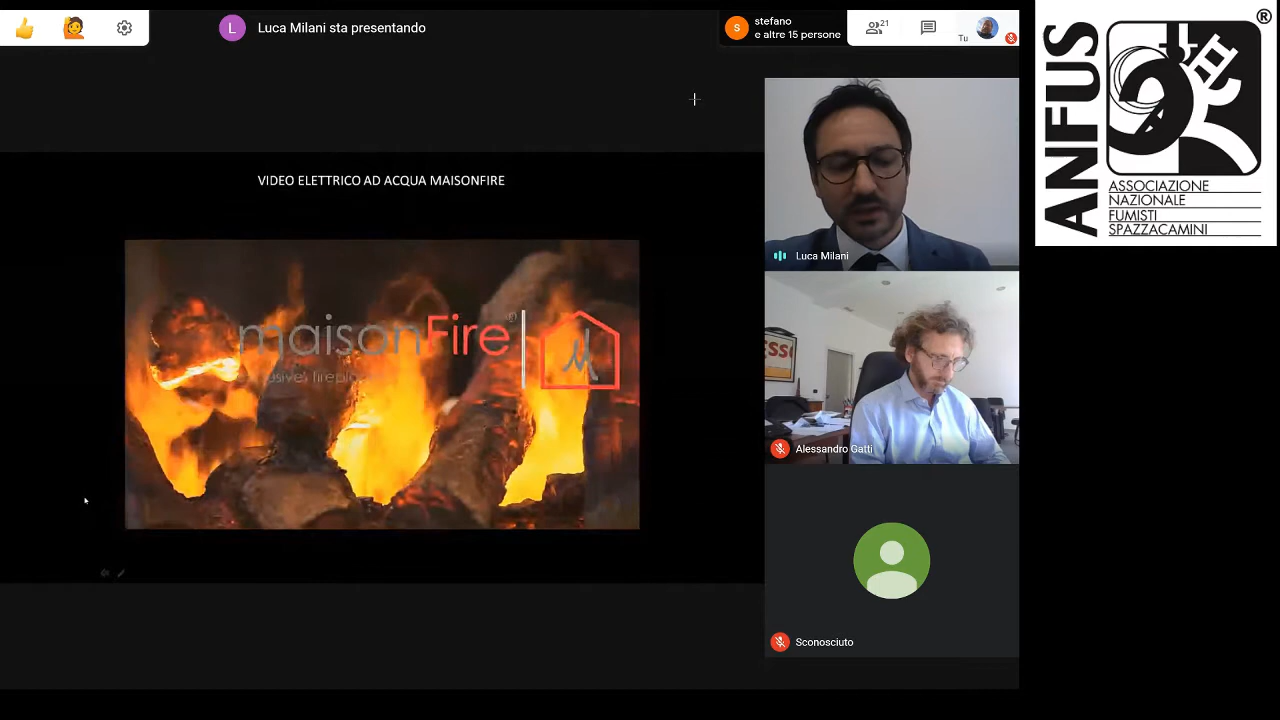 L
Luca Milani sta presentando
S
stefano
e altre 15 persone
21
Tu
VIDEO ELETTRICO AD ACQUA MAISONFIRE
maisonFire®
Luca Milani
Alessandro Gatti
Sconosciuto
ANFUS
®
ASSOCIAZIONE
NAZIONALE
FUMISTI
SPAZZACAMINI